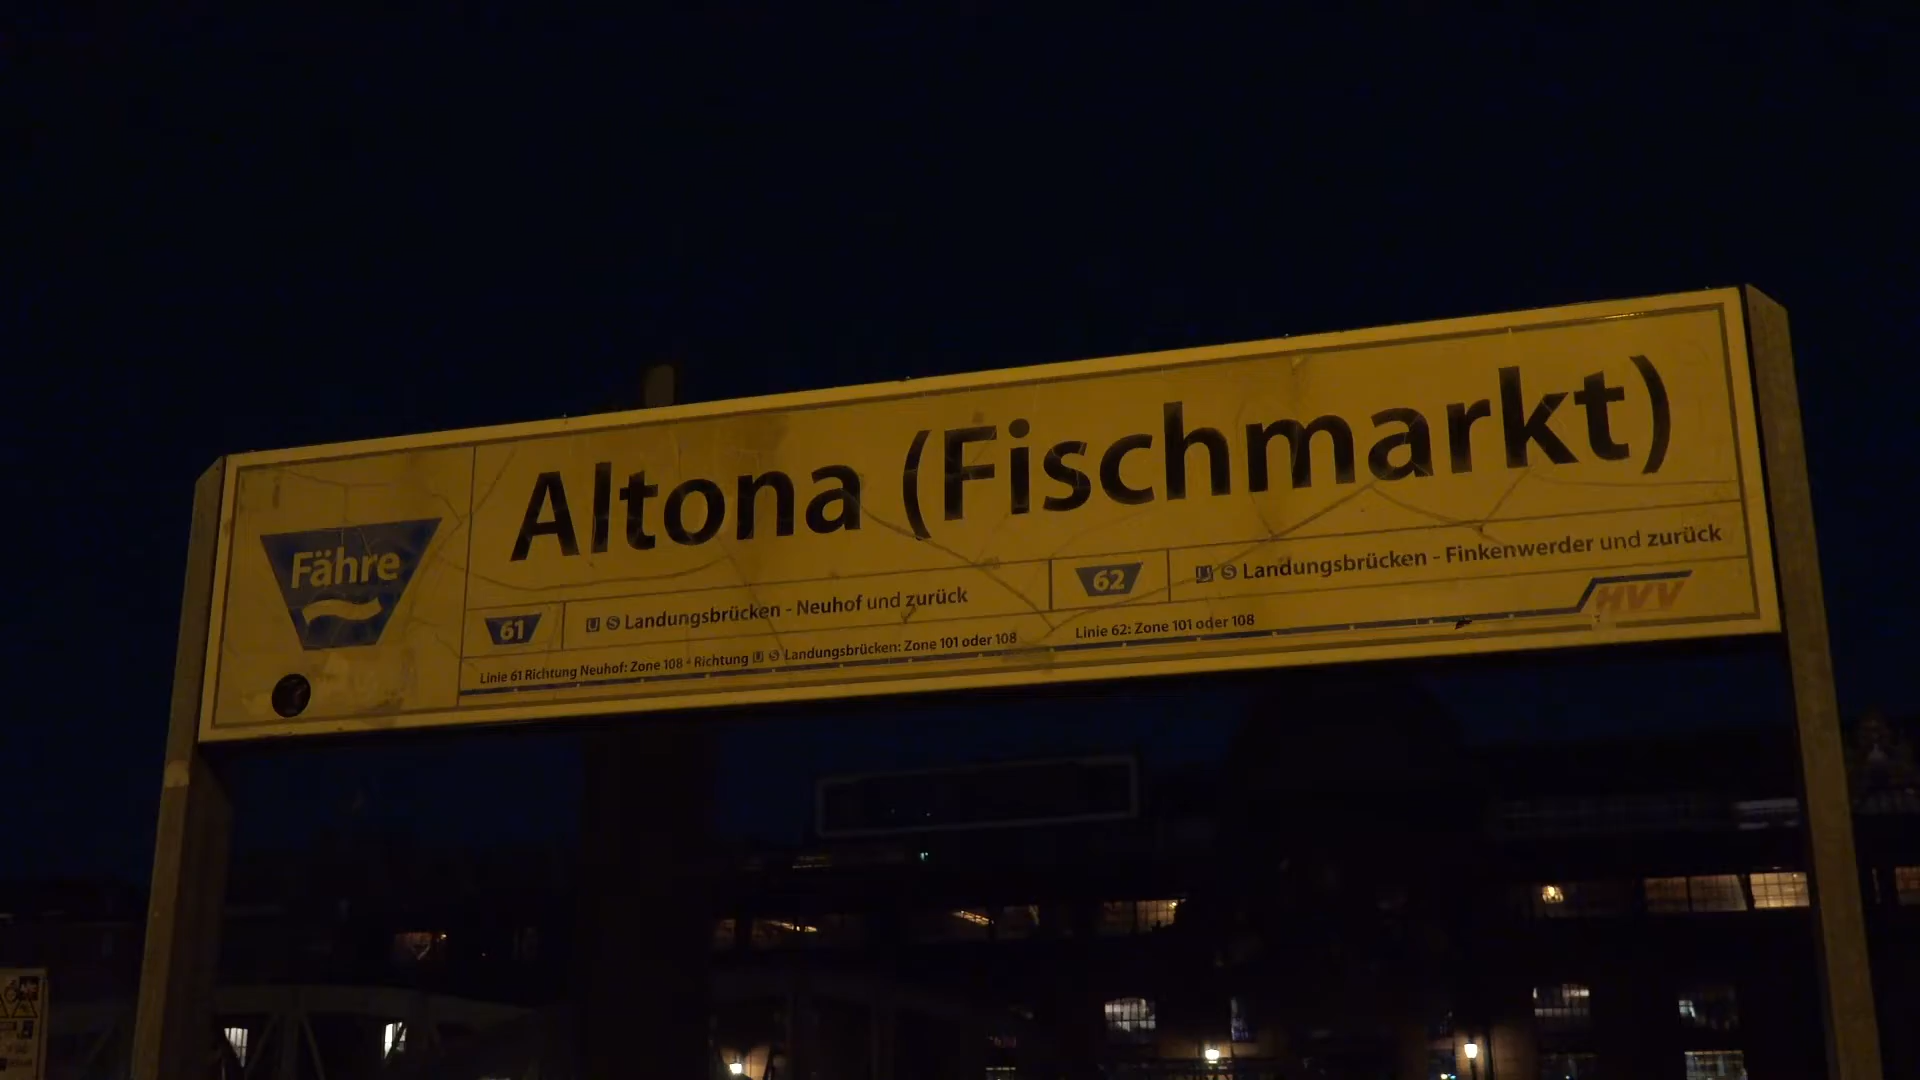 Altona (Fischmarkt)
Fähre
61
U S Landungsbrücken - Neuhof und zurück
62
U S Landungsbrücken - Finkenwerder und zurück
Linie 61 Richtung Neuhof: Zone 108 * Richtung U S Landungsbrücken: Zone 101 oder 108
Linie 62: Zone 101 oder 108
HVV